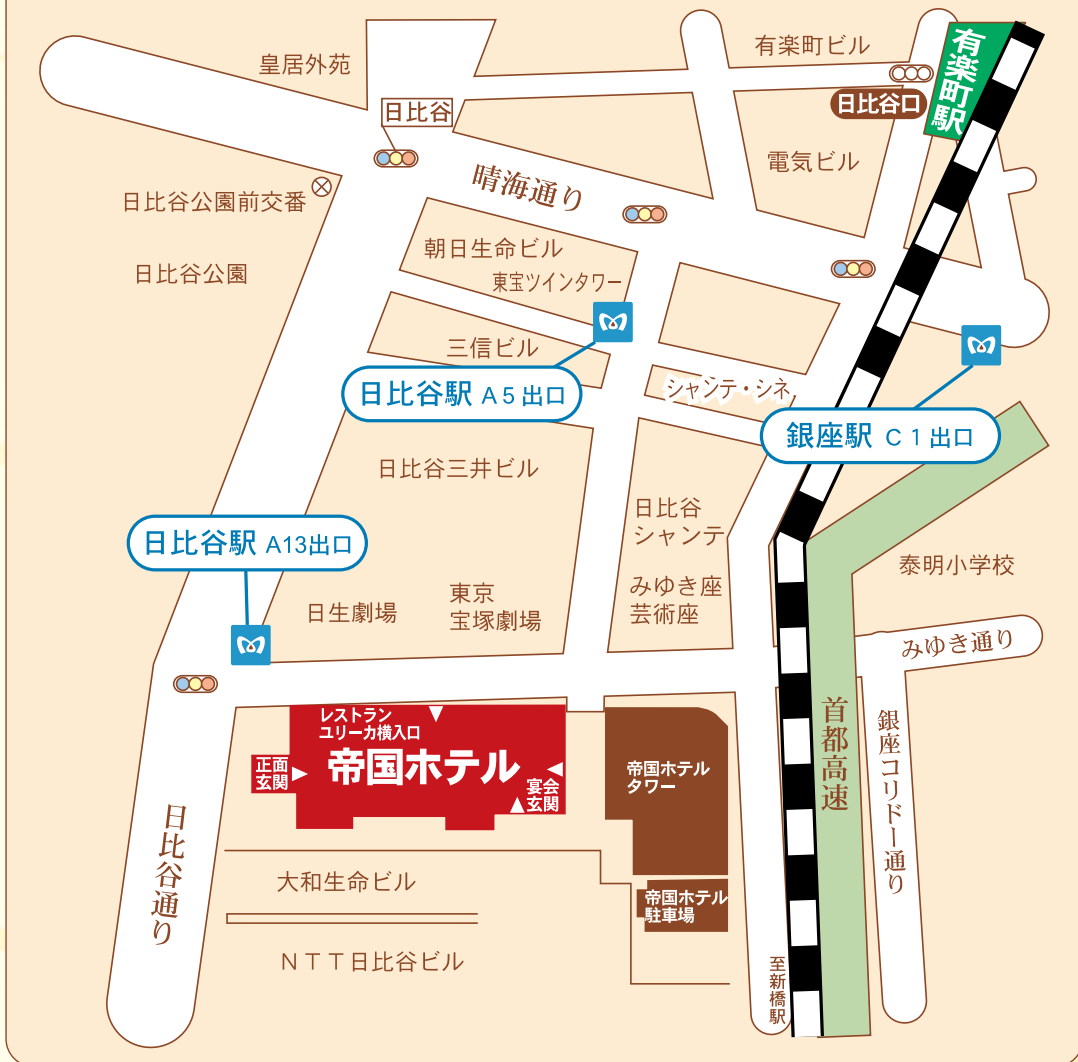 皇居外苑
有楽町ビル
有楽町駅
日比谷
日比谷口
電気ビル
晴海通り
日比谷公園前交番
日比谷公園
朝日生命ビル
東宝ツインタワー
三信ビル
日比谷駅 A5出口
シャンテ・シネ
銀座駅 C1出口
日比谷三井ビル
日比谷
シャンテ
日比谷駅 A13出口
泰明小学校
みゆき座
芸術座
日生劇場
東京
宝塚劇場
みゆき通り
レストラン
ユリーカ横入口
帝国ホテル
正面
玄関
宴会
玄関
帝国ホテル
タワー
首都高速
銀座コリドー通り
日比谷通り
大和生命ビル
帝国ホテル
駐車場
NTT日比谷ビル
至新橋駅